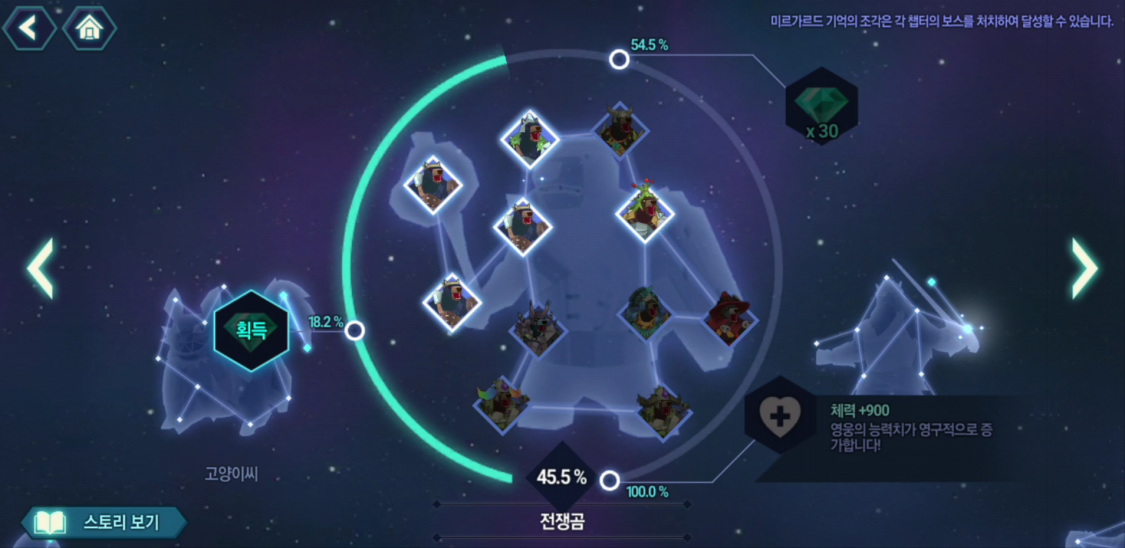 미르가르드 기억의 조각은 각 챕터의 보스를 처치하여 달성할 수 있습니다.
54.5 %
x 30
획득
18.2 %
체력 +900
영웅의 능력치가 영구적으로 증
가합니다!
고양이씨
45.5 %
100.0 %
스토리 보기
전쟁곰